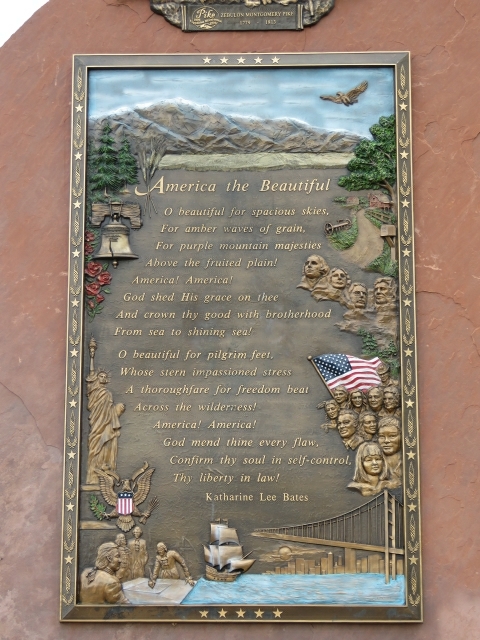 Pike
ZEBULON MONTGOMERY PIKE
1779 1813
America the Beautiful
O beautiful for spacious skies,
For amber waves of grain,
For purple mountain majesties
Above the fruited plain!
America! America!
God shed His grace on thee
And crown thy good with brotherhood
From sea to shining sea!
O beautiful for pilgrim feet,
Whose stern impassioned stress
A thoroughfare for freedom beat
Across the wilderness!
America! America!
God mend thine every flaw,
Confirm thy soul in self-control,
Thy liberty in law!
Katharine Lee Bates